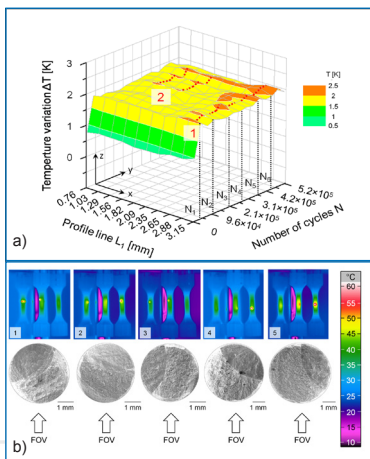 3
2
1
0
Temperture variation ΔT [K]
2
1
z
y
x
T [K]
2.5
2
1.5
1
0.5
0.76
1.03
1.29
1.56
1.82
2.09
2.35
2.65
2.88
3.15
Profile line L₁ [mm]
N₁
N₂
N₃
N₄
N₅
N₆
0
9.6×10⁴
2.1×10⁵
3.1×10⁵
4.2×10⁵
5.2×10⁵
Number of cycles N
a)
1
2
3
4
5
°C
60
55
50
45
40
35
30
25
20
15
10
1 mm
1 mm
1 mm
1 mm
1 mm
FOV
FOV
FOV
FOV
FOV
b)